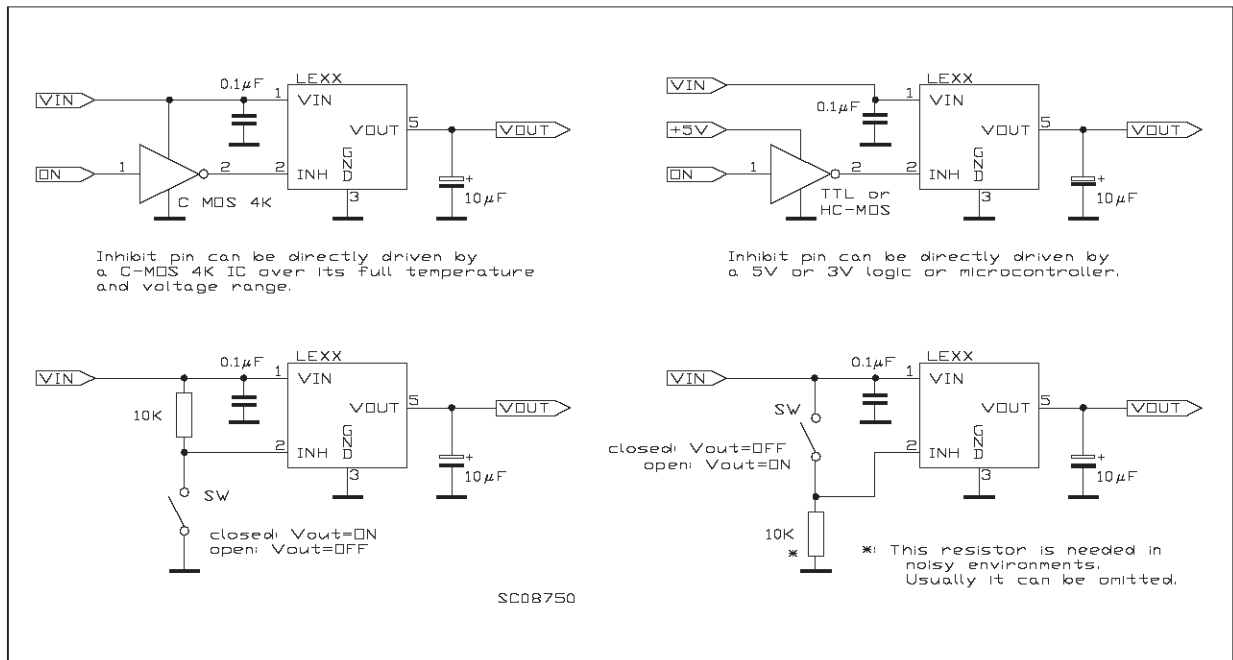 LEXX
0.1µF
VIN
1
VIN
VOUT
5
VOUT
ON
1
2
2
INH
GND
3
+
10µF
C MOS 4K
Inhibit pin can be directly driven by
a C-MOS 4K IC over its full temperature
and voltage range.
LEXX
VIN
1
VIN
0.1µF
+5V
VOUT
5
VOUT
ON
1
2
2
INH
GND
3
+
10µF
TTL or
HC-MOS
Inhibit pin can be directly driven by
a 5V or 3V logic or microcontroller.
LEXX
0.1µF
VIN
1
VIN
10K
VOUT
5
VOUT
2
INH
GND
3
+
10µF
SW
closed: Vout=ON
open: Vout=OFF
LEXX
0.1µF
VIN
1
VIN
SW
VOUT
5
VOUT
closed: Vout=OFF
open: Vout=ON
2
INH
GND
3
+
10µF
10K
*
*: This resistor is needed in
noisy environments.
Usually it can be omitted.
SC08750